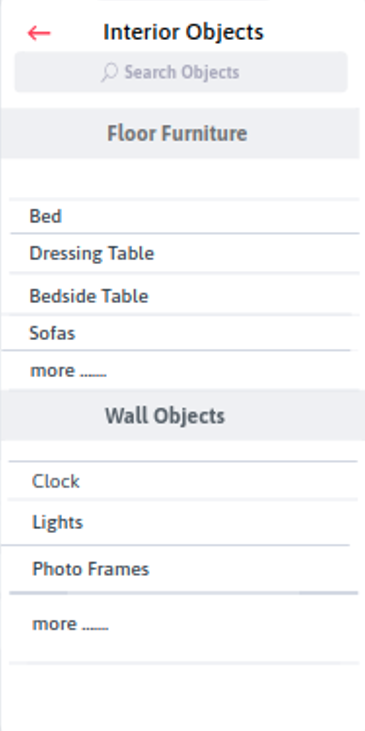 Interior Objects
Search Objects
Floor Furniture
Bed
Dressing Table
Bedside Table
Sofas
more .......
Wall Objects
Clock
Lights
Photo Frames
more .......